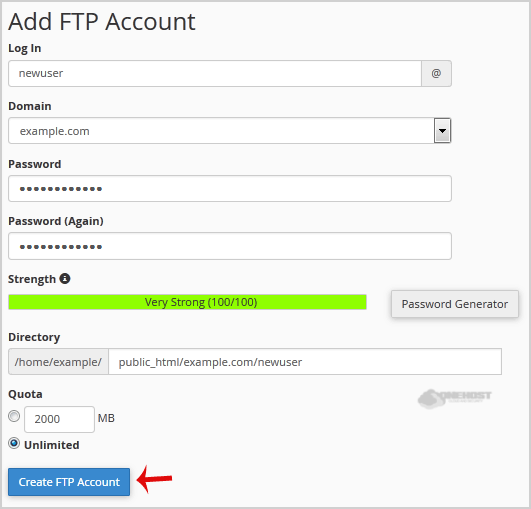 Add FTP Account
Log In
newuser @
Domain
example.com
Password
●●●●●●●●●●●●
Password (Again)
●●●●●●●●●●●●
Strength
Very Strong (100/100)
Password Generator
Directory
/home/example/ public_html/example.com/newuser
ONEHOST
Quota
2000 MB
Unlimited
Create FTP Account